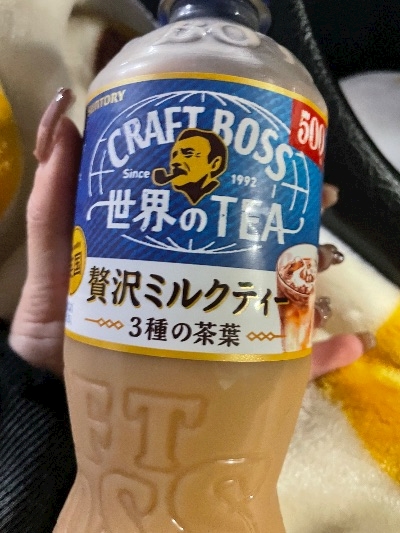 SUNTORY
500
CRAFT BOSS
Since 1992
世界のTEA
国
贅沢ミルクティー
3種の茶葉